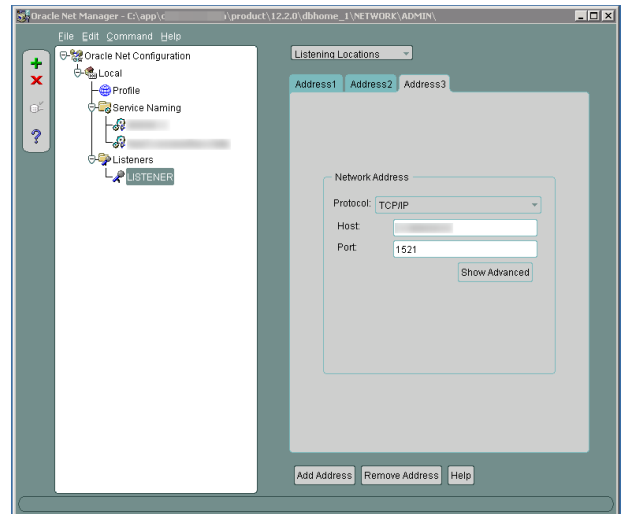 Oracle Net Manager - C:\app\c \product\12.2.0\dbhome_1\NETWORK\ADMIN\
File Edit Command Help
Oracle Net Configuration
Local
Profile
Service Naming
Listeners
LISTENER
Listening Locations
Address1 Address2 Address3
Network Address
Protocol: TCP/IP
Host:
Port: 1521
Show Advanced
Add Address Remove Address Help